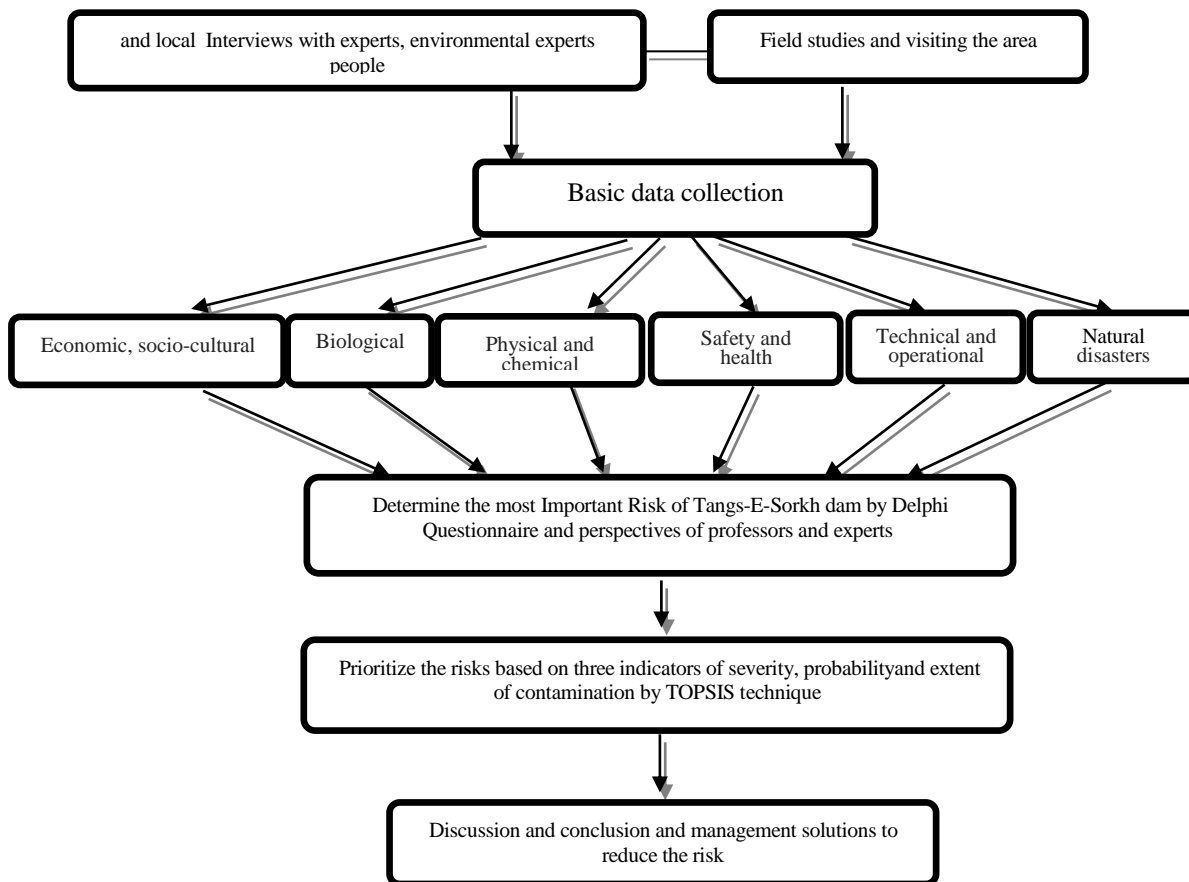 and local Interviews with experts, environmental experts
people
Field studies and visiting the area
Basic data collection
Economic, socio-cultural
Biological
Physical and
chemical
Safety and
health
Technical and
operational
Natural
disasters
Determine the most Important Risk of Tangs-E-Sorkh dam by Delphi
Questionnaire and perspectives of professors and experts
Prioritize the risks based on three indicators of severity, probabilityand extent
of contamination by TOPSIS technique
Discussion and conclusion and management solutions to
reduce the risk